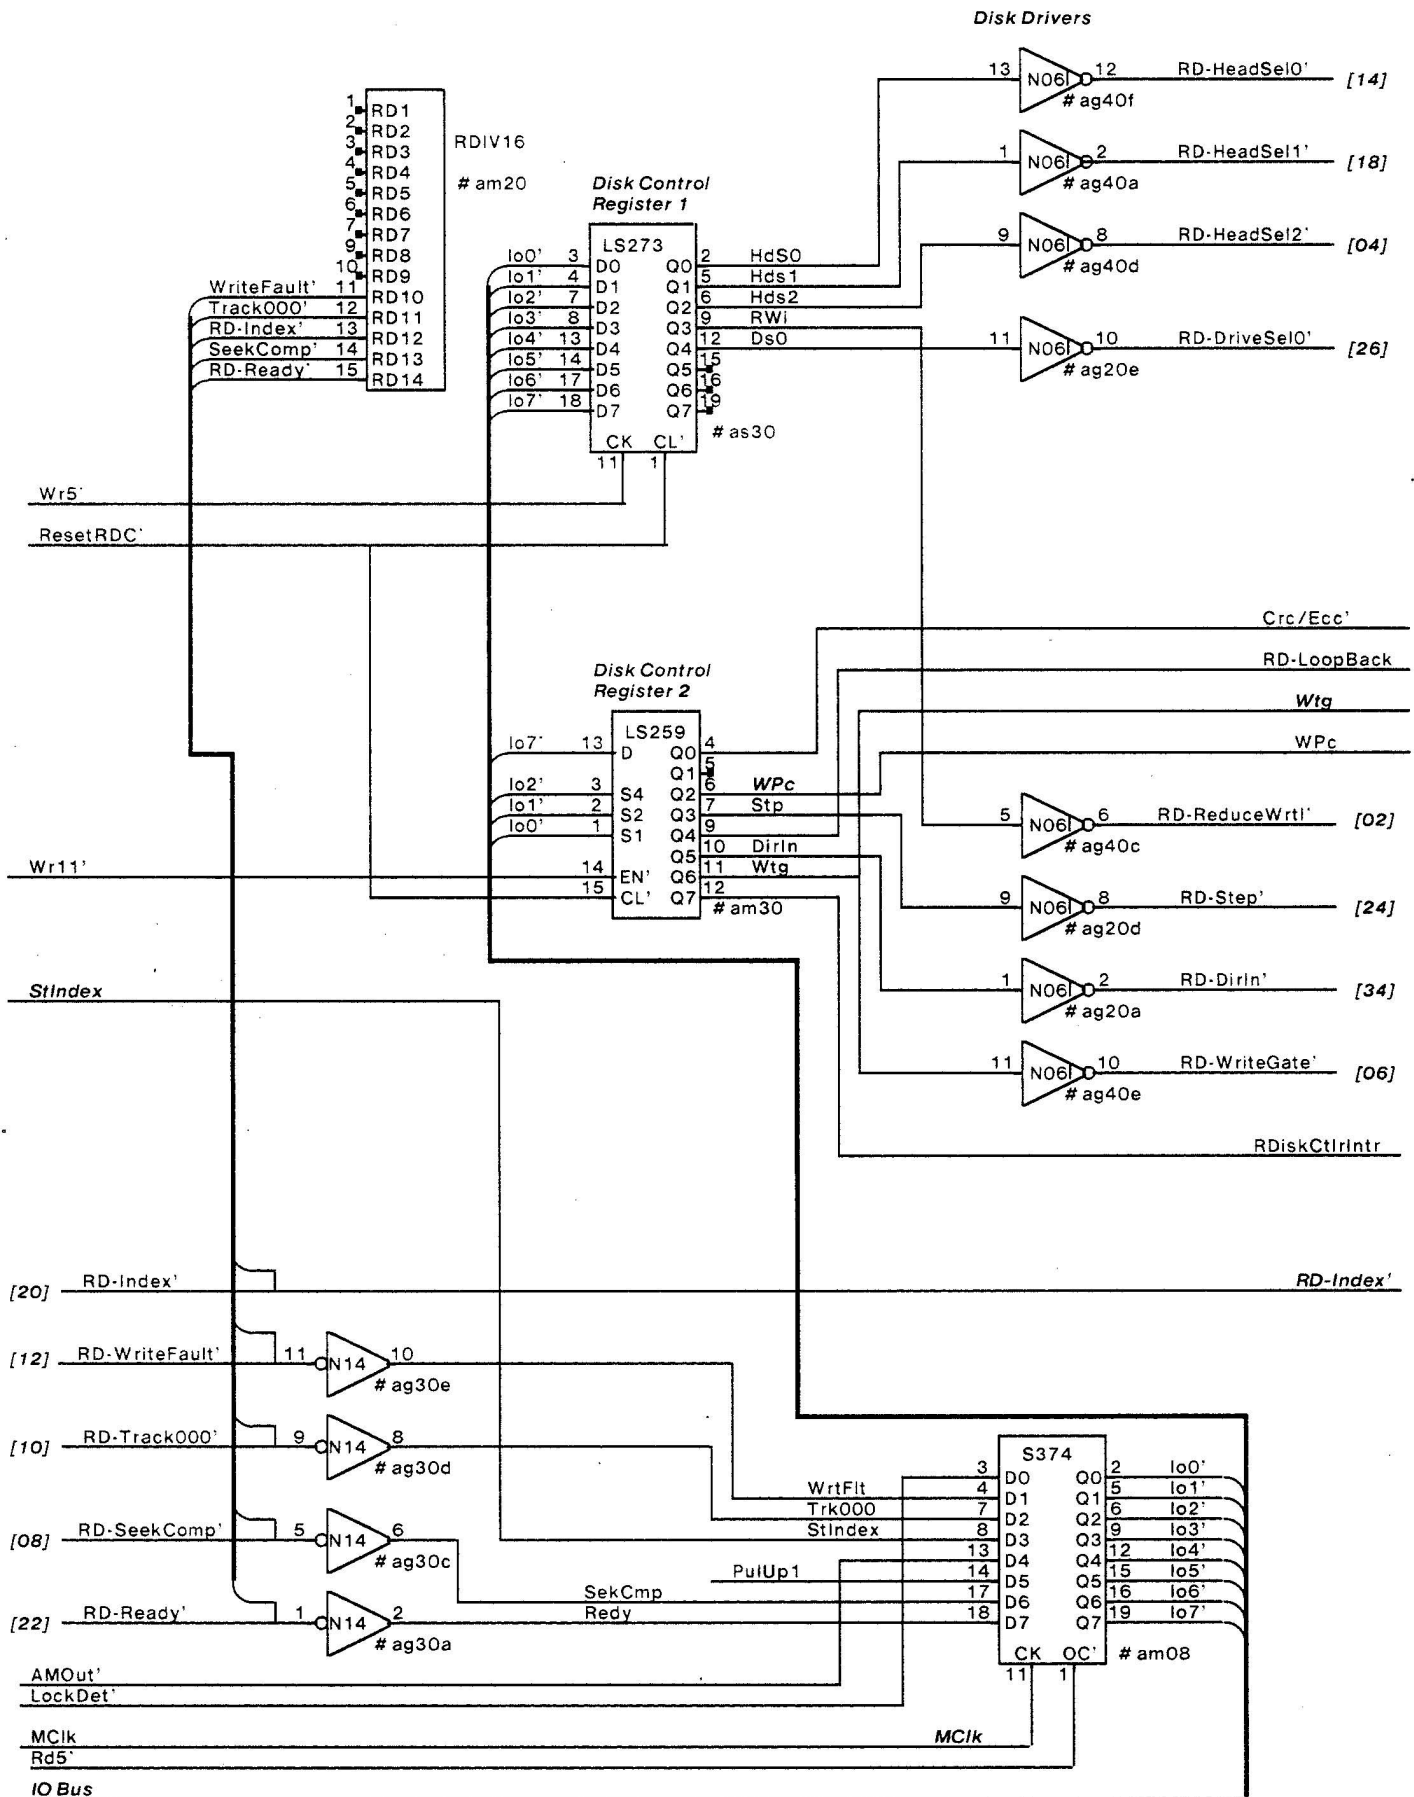 Disk Drivers
13 N06 12 RD-HeadSel0' [14]
# ag40f
1 N06 2 RD-HeadSel1' [18]
# ag40a
9 N06 8 RD-HeadSel2' [04]
# ag40d
11 N06 10 RD-DriveSel0' [26]
# ag20e
1 RD1
2 RD2
3 RD3
4 RD4
5 RD5
6 RD6
7 RD7
9 RD8
10 RD9
WriteFault' 11 RD10
Track000' 12 RD11
RD-Index' 13 RD12
SeekComp' 14 RD13
RD-Ready' 15 RD14
RDIV16
# am20
Disk Control
Register 1
LS273
Io0' 3 D0 Q0 2 HdS0
Io1' 4 D1 Q1 5 Hds1
Io2' 7 D2 Q2 6 Hds2
Io3' 8 D3 Q3 9 RWi
Io4' 13 D4 Q4 12 Ds0
Io5' 14 D5 Q5 15
Io6' 17 D6 Q6 16
Io7' 18 D7 Q7 19
CK CL'
11 1
# as30
Wr5'
ResetRDC'
Crc/Ecc'
RD-LoopBack
Wtg
WPc
Disk Control
Register 2
LS259
Io7' 13 D Q0 4
Q1 5
Io2' 3 S4 Q2 6 WPc
Io1' 2 S2 Q3 7 Stp
Io0' 1 S1 Q4 9
Q5 10 DirIn
Wr11' 14 EN' Q6 11 Wtg
15 CL' Q7 12
# am30
5 N06 6 RD-ReduceWrtI' [02]
# ag40c
9 N06 8 RD-Step' [24]
# ag20d
1 N06 2 RD-DirIn' [34]
# ag20a
11 N06 10 RD-WriteGate' [06]
# ag40e
StIndex
RDiskCtlrIntr
[20] RD-Index' RD-Index'
[12] RD-WriteFault' 11 N14 10
# ag30e
[10] RD-Track000' 9 N14 8
# ag30d
[08] RD-SeekComp' 5 N14 6
# ag30c
[22] RD-Ready' 1 N14 2
# ag30a
S374
3 D0 Q0 2 Io0'
WrtFlt 4 D1 Q1 5 Io1'
Trk000 7 D2 Q2 6 Io2'
StIndex 8 D3 Q3 9 Io3'
13 D4 Q4 12 Io4'
PulUp1 14 D5 Q5 15 Io5'
SekCmp 17 D6 Q6 16 Io6'
Redy 18 D7 Q7 19 Io7'
CK OC'
11 1
# am08
AMOut'
LockDet'
MClk MClk
Rd5'
IO Bus